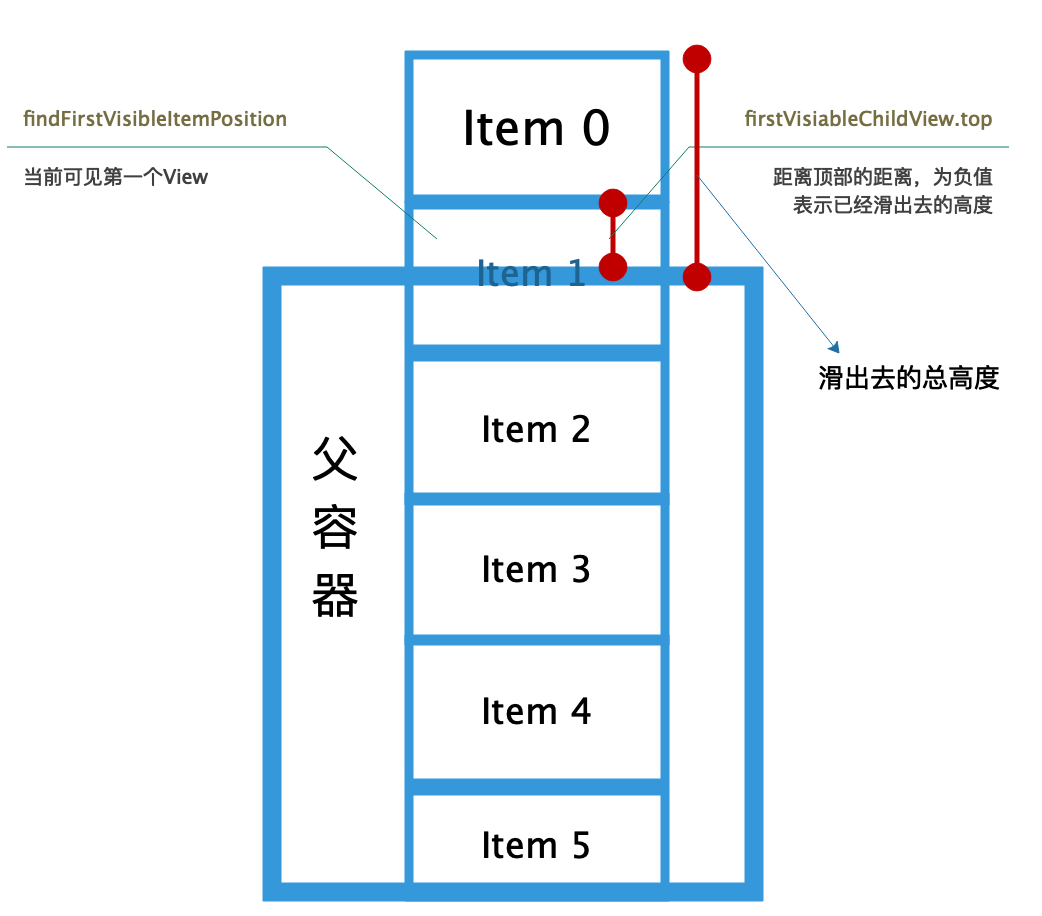 Item 0
findFirstVisibleItemPosition
当前可见第一个View
firstVisiableChildView.top
距离顶部的距离，为负值
表示已经滑出去的高度
Item 1
滑出去的总高度
父
容
器
Item 2
Item 3
Item 4
Item 5